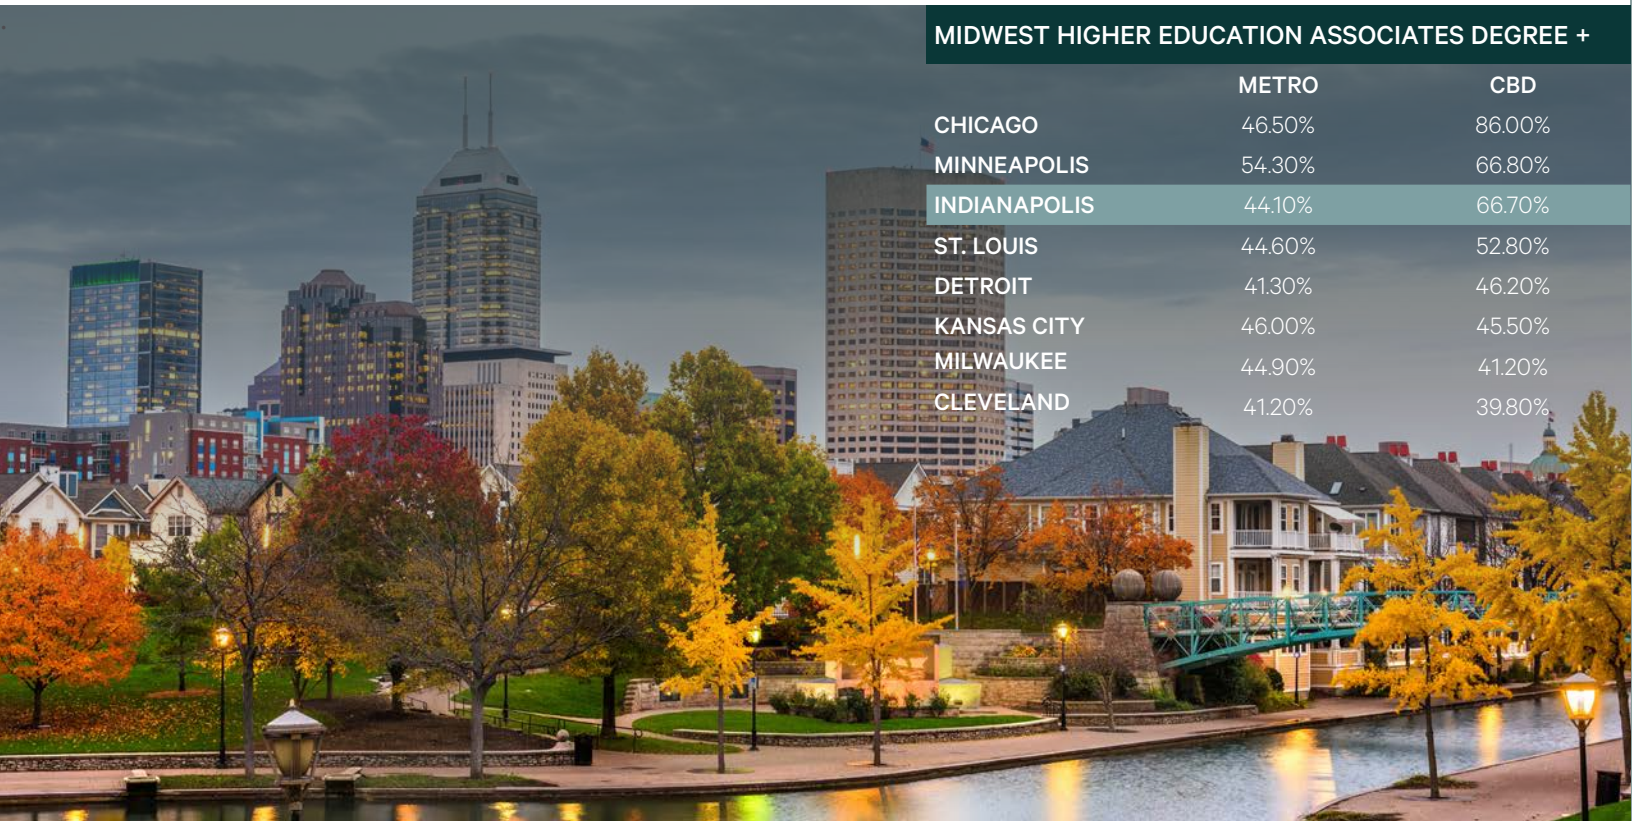 MIDWEST HIGHER EDUCATION ASSOCIATES DEGREE +
METRO CBD
CHICAGO 46.50% 86.00%
MINNEAPOLIS 54.30% 66.80%
INDIANAPOLIS 44.10% 66.70%
ST. LOUIS 44.60% 52.80%
DETROIT 41.30% 46.20%
KANSAS CITY 46.00% 45.50%
MILWAUKEE 44.90% 41.20%
CLEVELAND 41.20% 39.80%